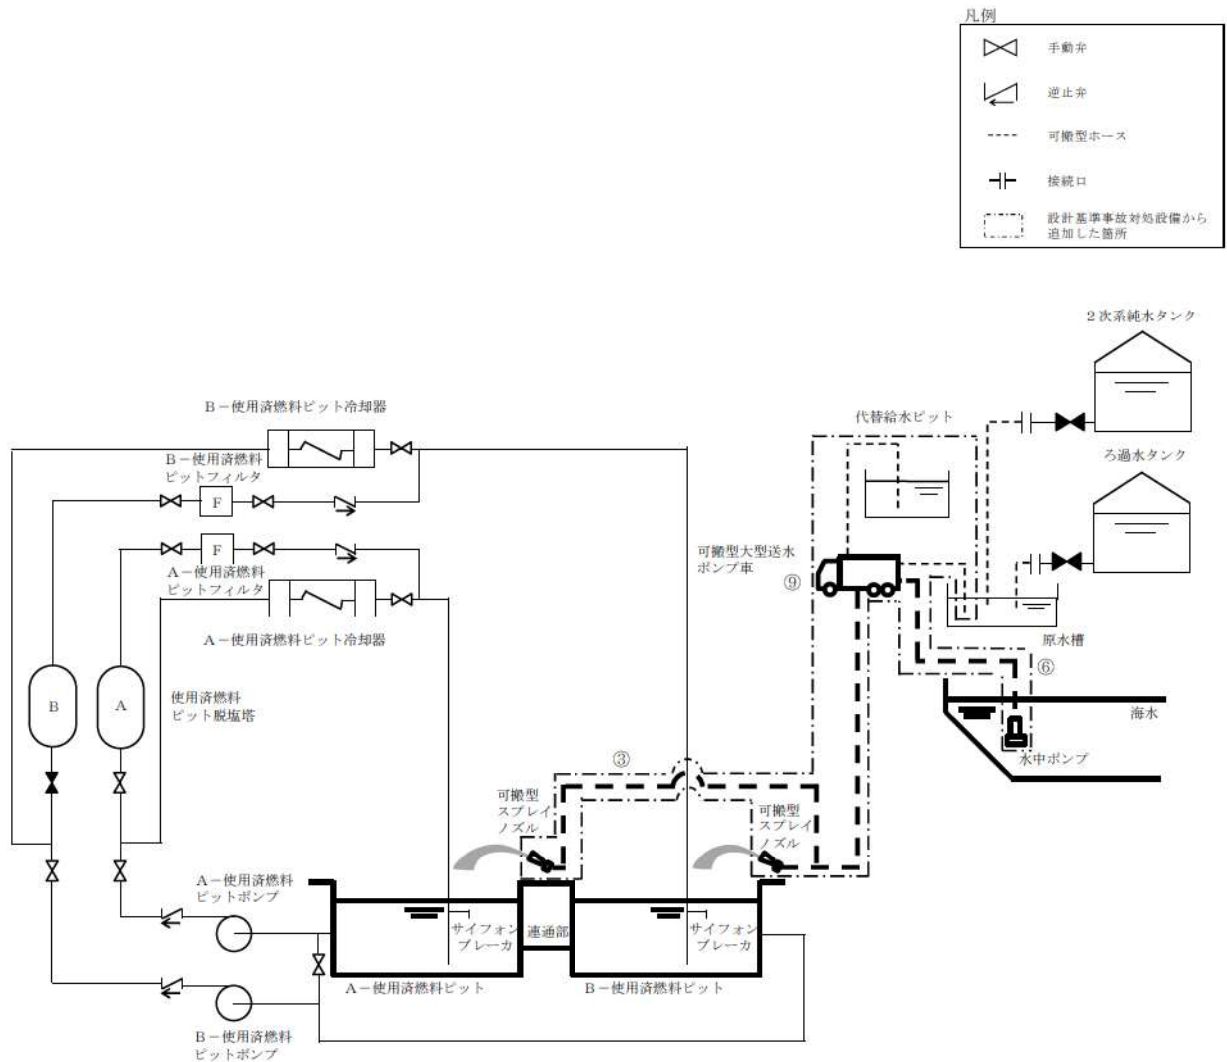 凡例
手動弁
逆止弁
可搬型ホース
接続口
設計基準事故対処設備から
追加した箇所
2次系純水タンク
B－使用済燃料ピット冷却器
代替給水ピット
B－使用済燃料
ピットフィルタ
ろ過水タンク
F
F
可搬型大型送水
ポンプ車
A－使用済燃料
ピットフィルタ
⑨
A－使用済燃料ピット冷却器
原水槽
⑥
使用済燃料
ピット脱塩塔
B
A
海水
水中ポンプ
③
可搬型
スプレイ
ノズル
可搬型
スプレイ
ノズル
A－使用済燃料
ピットポンプ
サイフォン
ブレーカ
連通部
サイフォン
ブレーカ
A－使用済燃料ピット
B－使用済燃料ピット
B－使用済燃料
ピットポンプ